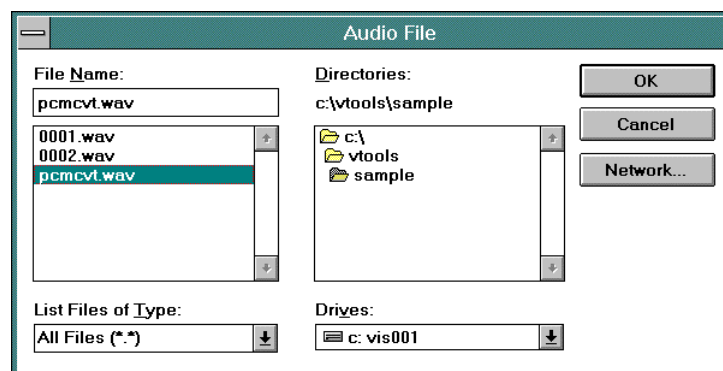 Audio File
File Name:
pcmcvt.wav
0001.wav
0002.wav
pcmcvt.wav
List Files of Type:
All Files (*.*)
Directories:
c:\vtools\sample
c:\
vtools
sample
Drives:
c: vis001
OK
Cancel
Network...